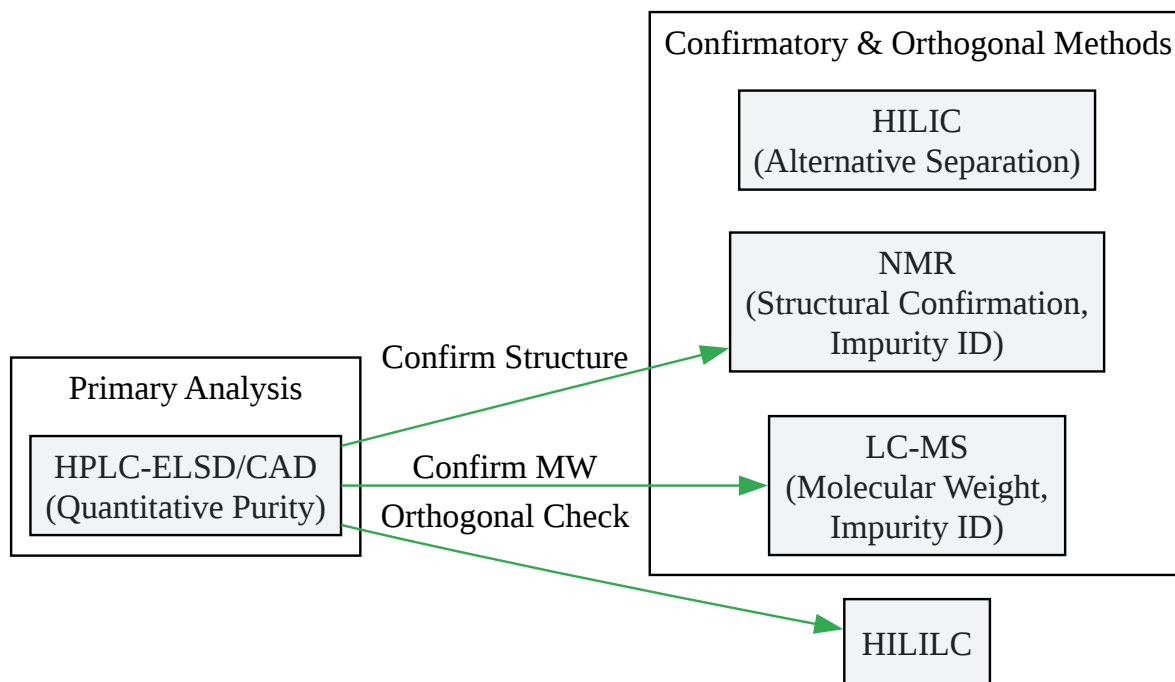 Confirmatory & Orthogonal Methods
HILIC
(Alternative Separation)
NMR
(Structural Confirmation,
Impurity ID)
Confirm Structure
Primary Analysis
HPLC-ELSD/CAD
(Quantitative Purity)
Confirm MW
LC-MS
(Molecular Weight,
Impurity ID)
Orthogonal Check
HILILC